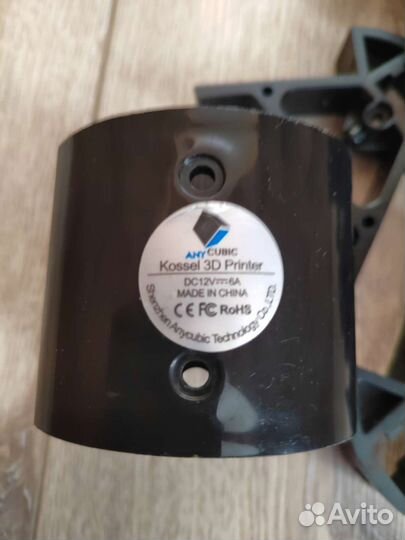 ANYCUBIC
Kossel 3D Printer
DC12V⎓6A
MADE IN CHINA
CE FC RoHS
Shenzhen Anycubic Technology Co.,LTD.
Avito